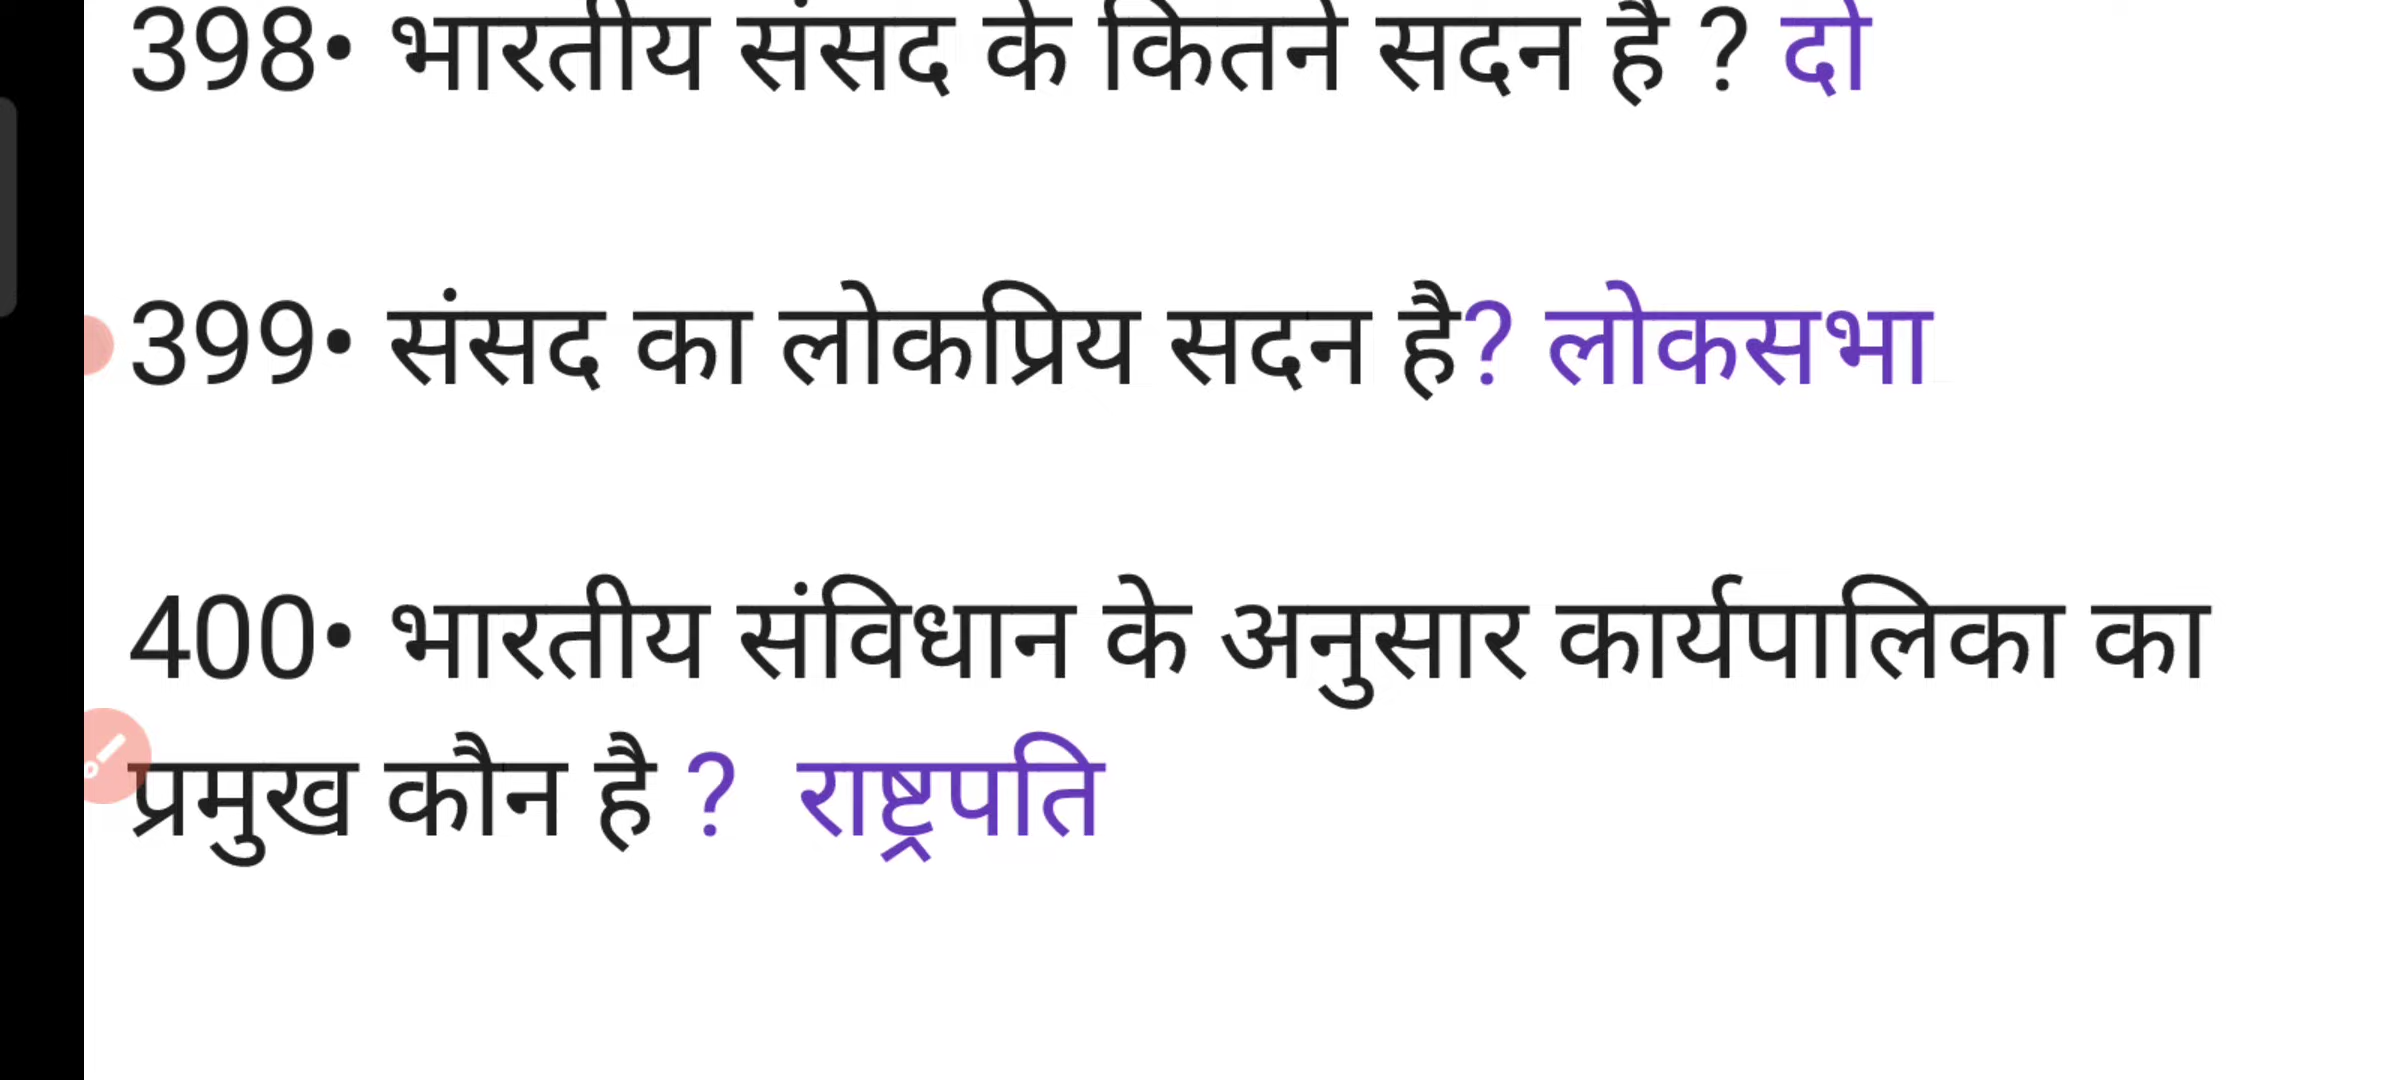 398• भारतीय संसद के कितने सदन है ? दो
399• संसद का लोकप्रिय सदन है? लोकसभा
400• भारतीय संविधान के अनुसार कार्यपालिका का
प्रमुख कौन है ? राष्ट्रपति